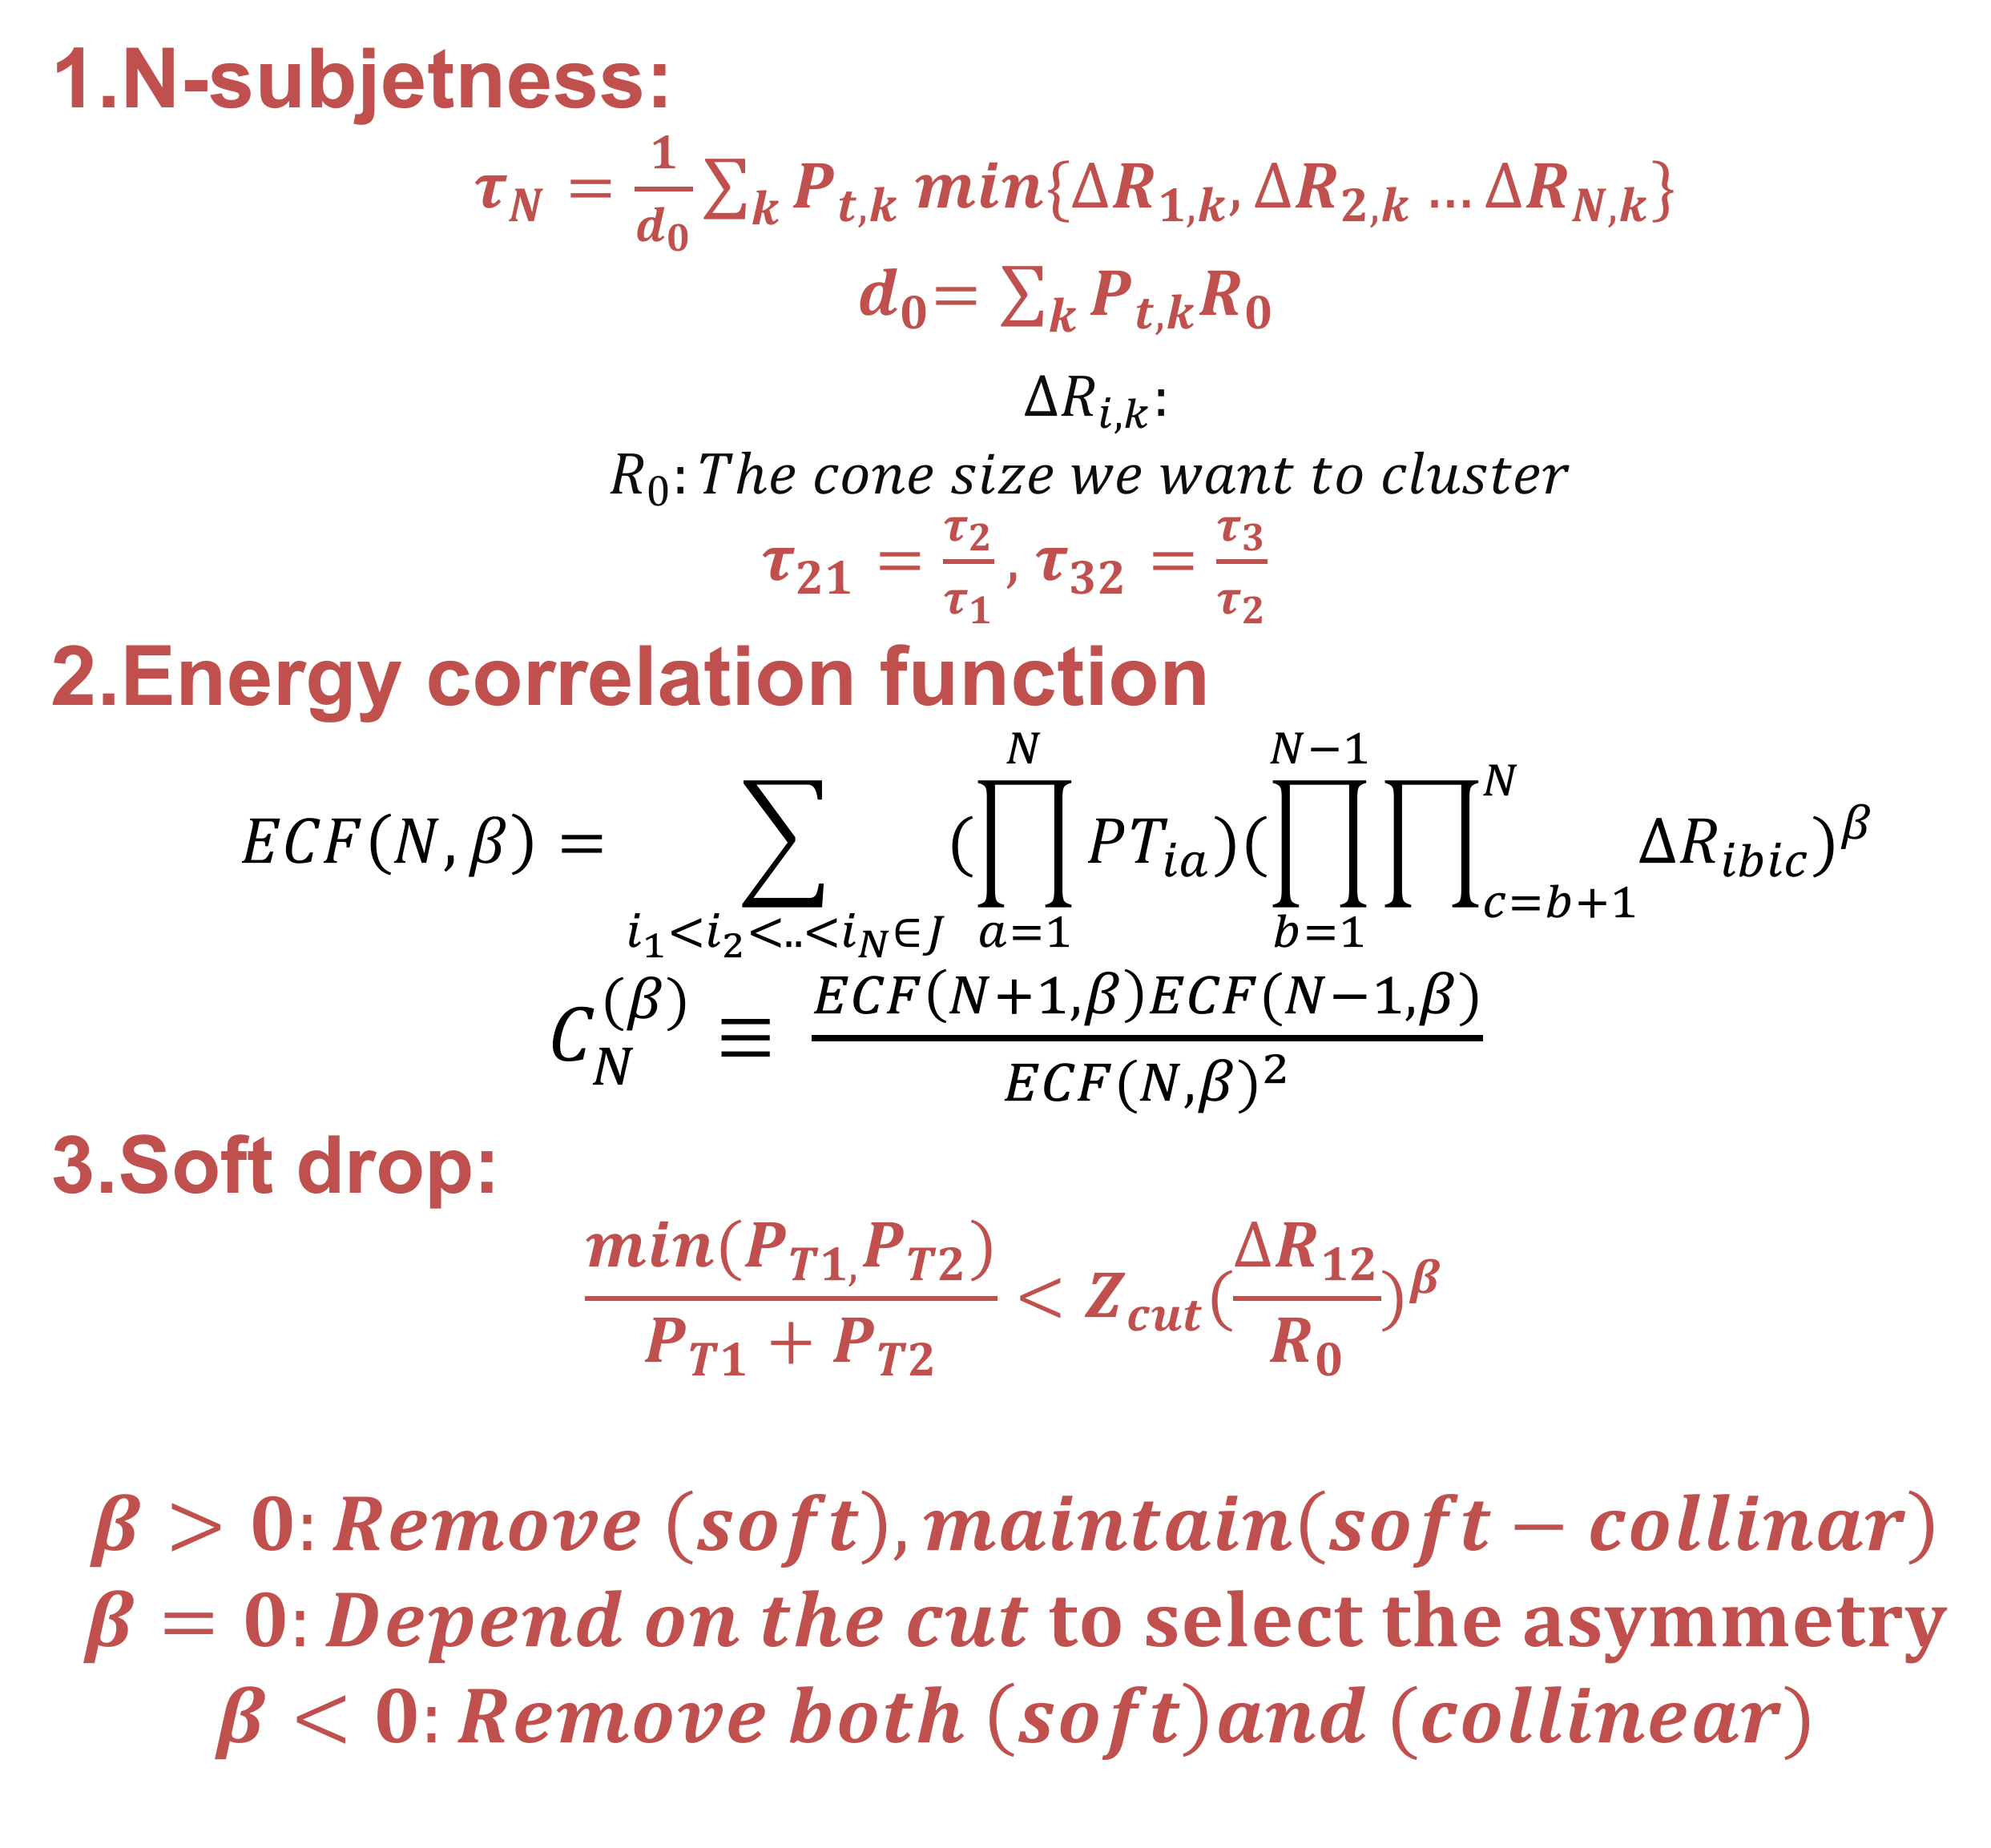 1.N-subjetness:
τ_N = 1/d_0 ∑_k P_{t,k} min{ΔR_{1,k}, ΔR_{2,k} … ΔR_{N,k}}
d_0= ∑_k P_{t,k}R_0
ΔR_{i,k}:
R_0: The cone size we want to cluster
τ_21 = τ_2/τ_1 , τ_32 = τ_3/τ_2
2.Energy correlation function
ECF(N,β) = ∑_{i_1<i_2<..<i_N∈J} (∏_{a=1}^{N} PT_{ia})(∏_{b=1}^{N−1} ∏_{c=b+1}^{N} ΔR_{ibic})^β
C_N^{(β)} ≡ ECF(N+1,β)ECF(N−1,β)/ECF(N,β)^2
3.Soft drop:
min(P_{T1,}P_{T2})/P_{T1} + P_{T2} < Z_{cut}(ΔR_{12}/R_0)^β
β > 0: Remove (soft), maintain(soft − collinar)
β = 0: Depend on the cut to select the asymmetry
β < 0: Remove both (soft)and (collinear)